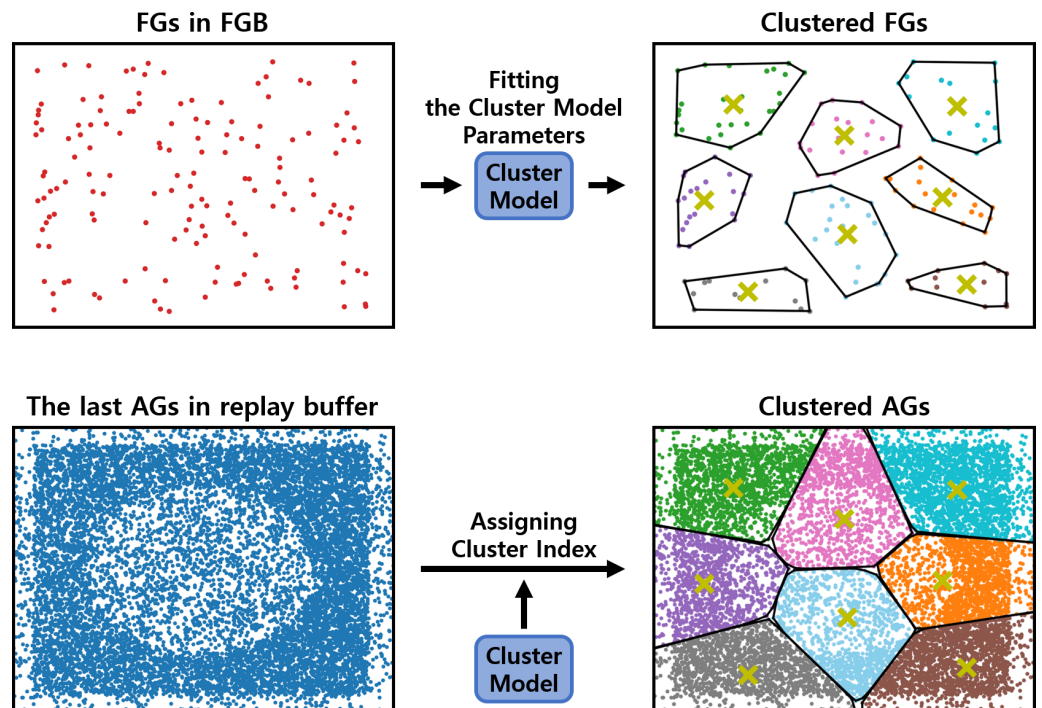 FGs in FGB
Clustered FGs
Fitting
the Cluster Model
Parameters
Cluster
Model
The last AGs in replay buffer
Clustered AGs
Assigning
Cluster Index
Cluster
Model